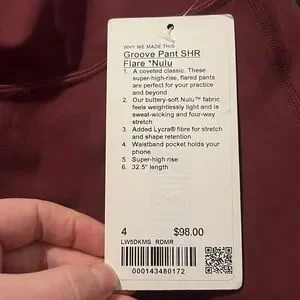 WHY WE MADE THIS
Groove Pant SHR
Flare *Nulu
1. A coveted classic. These
super-high-rise, flared pants
are perfect for your practice
and beyond
2. Our buttery-soft Nulu™ fabric
feels weightlessly light and is
sweat-wicking and four-way
stretch
3. Added Lycra® fibre for stretch
and shape retention
4. Waistband pocket holds your
phone
5. Super-high rise
6. 32.5" length
4 $98.00
LW5DKMS RDMR
000143480172